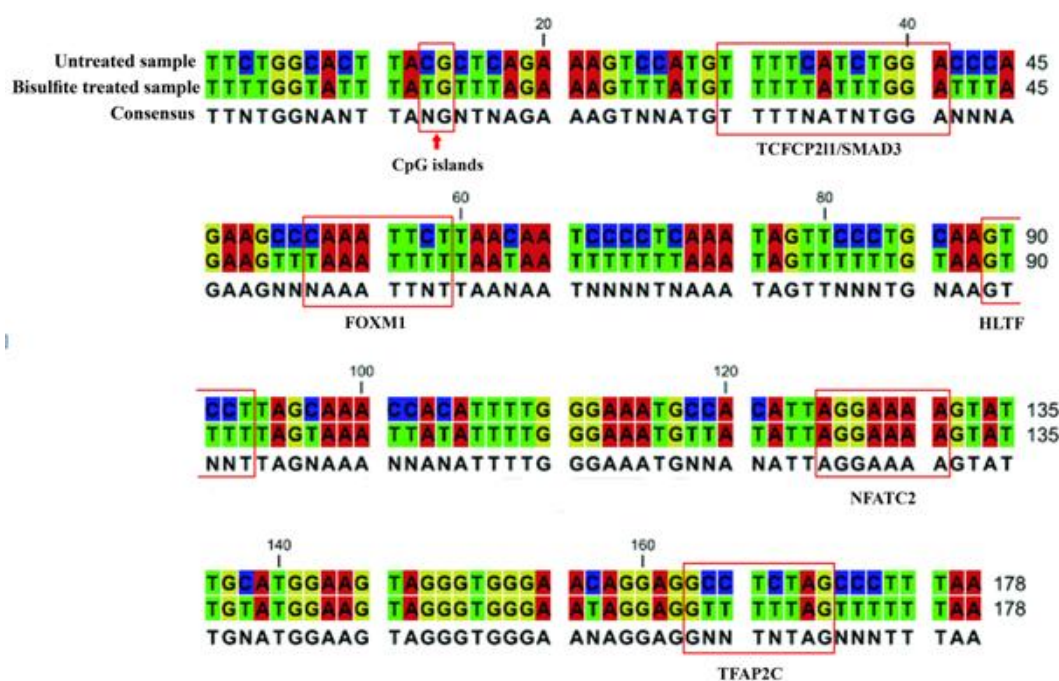 20 40
Untreated sample TTCTGGCACT TACGCTCAGA AAGTCCATGT TTTCATCTGG ACCCA 45
Bisulfite treated sample TTTTGGTATT TATGTTTAGA AAGTTTATGT TTTTATTTGG ATTTA 45
Consensus TTNTGGNANT TANGNTNAGA AAGTNNATGT TTTNATNTGG ANNNA
CpG islands TCFCP2l1/SMAD3
60 80
GAAGCCCAAA TTCTTAACAA TCCCCTCAAA TAGTTCCCTG CAAGT 90
GAAGTTTAAA TTTTTAATAA TTTTTTTAAA TAGTTTTTTG TAAGT 90
GAAGNNNAAA TTNTTAANAA TNNNNTNAAA TAGTTNNNTG NAAGT
FOXM1 HLTF
100 120
CCTTAGCAAA CCACATTTTG GGAAATGCCA CATTAGGAAA AGTAT 135
TTTTAGTAAA TTATATTTTG GGAAATGTTA TATTAGGAAA AGTAT 135
NNTTAGNAAA NNANATTTTG GGAAATGNNA NATTAGGAAA AGTAT
NFATC2
140 160
TGCATGGAAG TAGGGTGGGA ACAGGAGGCC TCTAGCCCTT TAA 178
TGTATGGAAG TAGGGTGGGA ATAGGAGGTT TTTAGTTTTT TAA 178
TGNATGGAAG TAGGGTGGGA ANAGGAGGNN TNTAGNNNTT TAA
TFAP2C